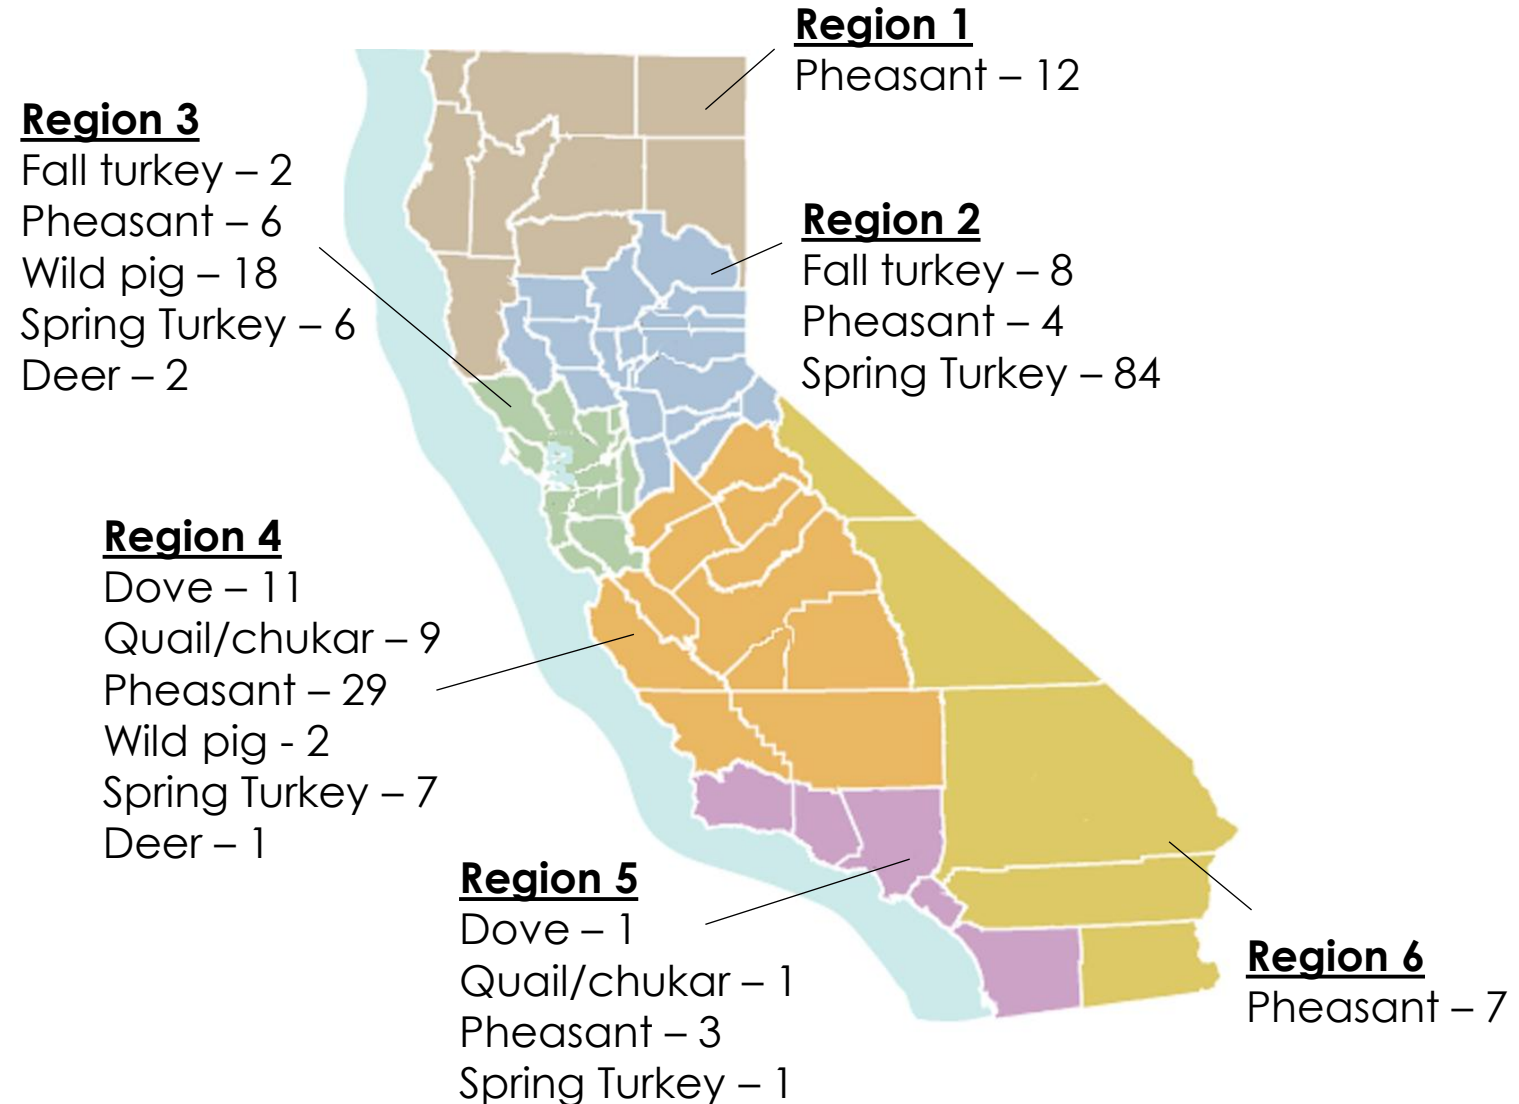 Region 1
Pheasant – 12
Region 3
Fall turkey – 2
Pheasant – 6
Wild pig – 18
Spring Turkey – 6
Deer – 2
Region 2
Fall turkey – 8
Pheasant – 4
Spring Turkey – 84
Region 4
Dove – 11
Quail/chukar – 9
Pheasant – 29
Wild pig - 2
Spring Turkey – 7
Deer – 1
Region 5
Dove – 1
Quail/chukar – 1
Pheasant – 3
Spring Turkey – 1
Region 6
Pheasant – 7